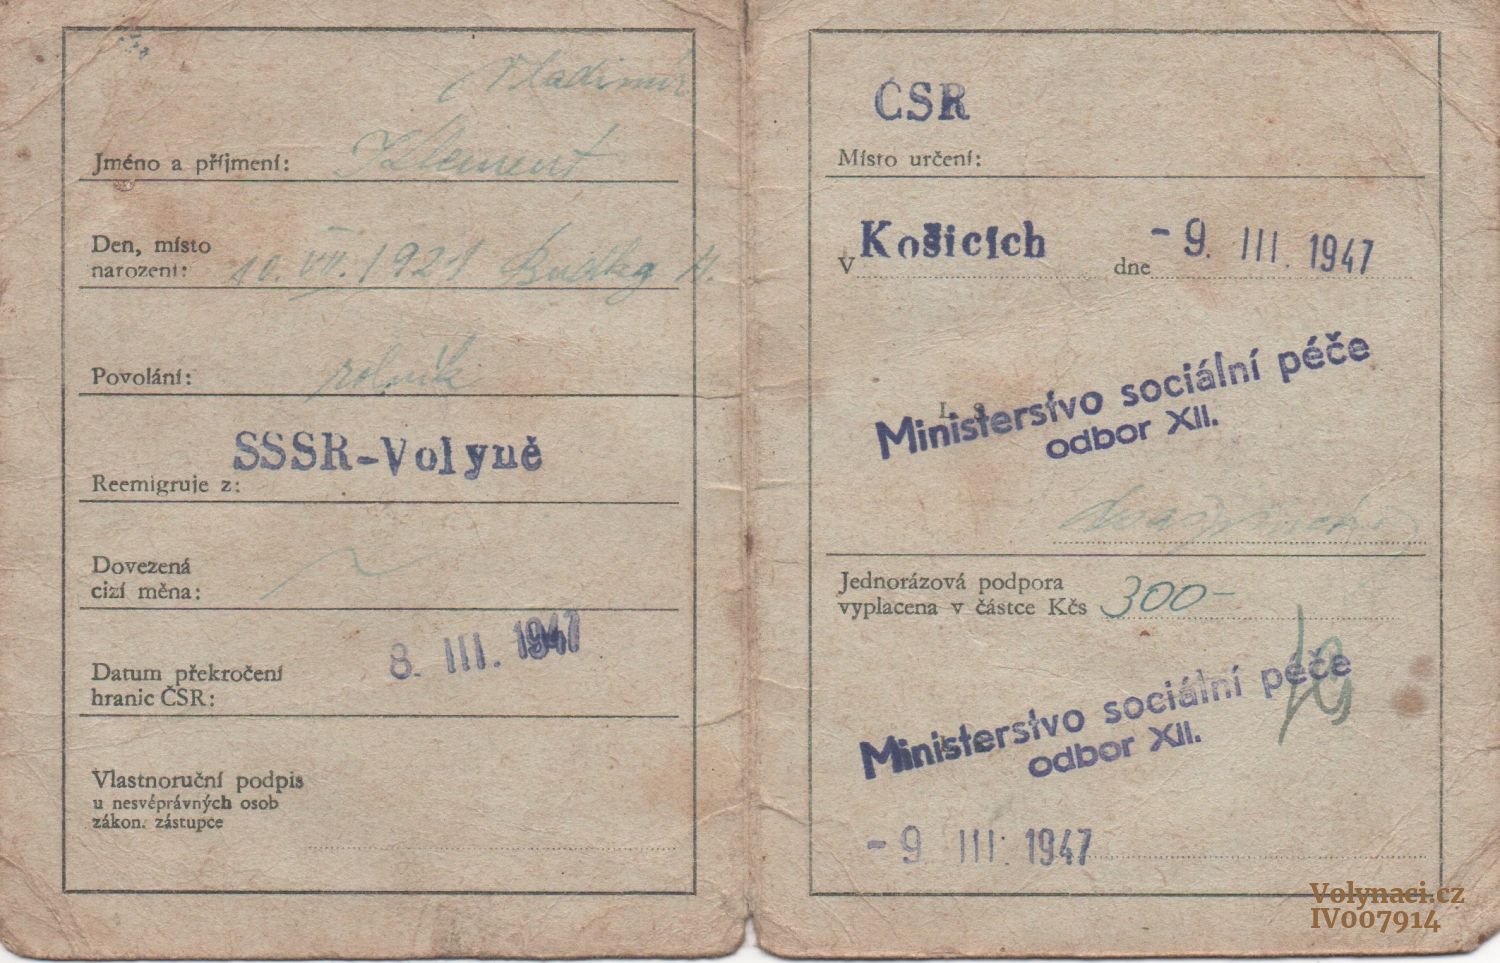 Vladimír
Jméno a příjmení: Klement
Den, místo
narození: 10. VII. 1921
Povolání: rolník
SSSR-Volyně
Reemigruje z:
Dovezená
cizí měna:
8. III. 1947
Datum překročení
hranic ČSR:
Vlastnoruční podpis
u nesvéprávných osob
zákon. zástupce
ČSR
Místo určení:
V Košicích dne - 9. III. 1947
Ministerstvo sociální péče
odbor XII.
Jednorázová podpora
vyplacena v částce Kčs 300-
Ministerstvo sociální péče
odbor XII.
- 9 III. 1947
Volynaci.cz
IV007914